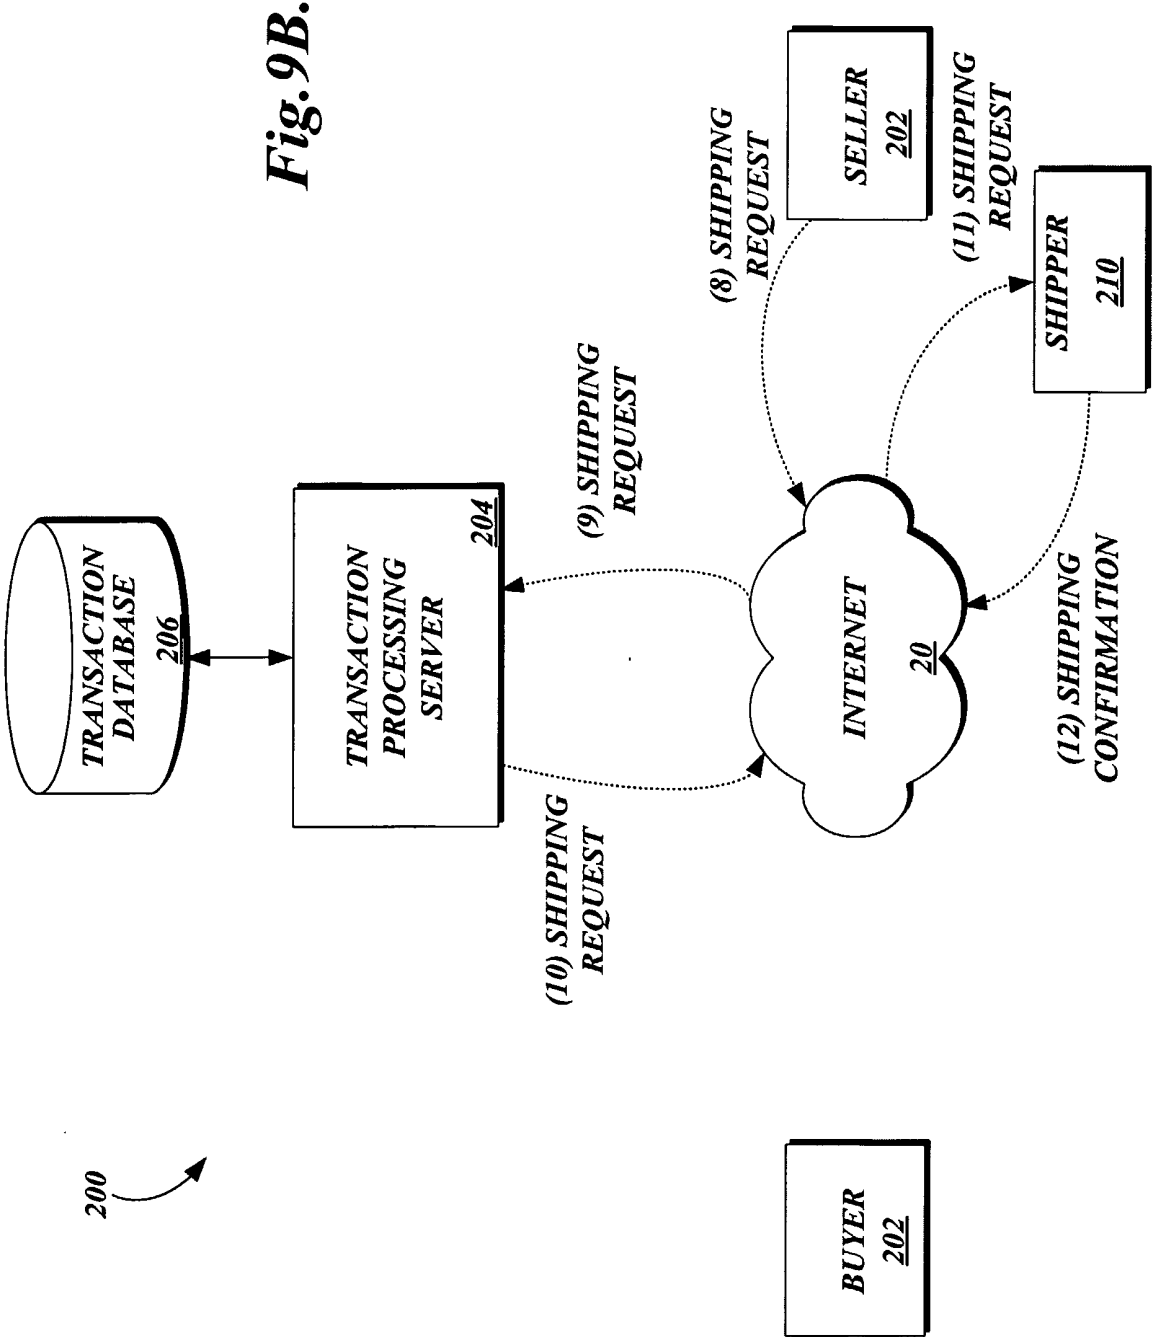 200
TRANSACTION
DATABASE
206
TRANSACTION
PROCESSING
SERVER
204
(10) SHIPPING
REQUEST
(9) SHIPPING
REQUEST
BUYER
202
INTERNET
20
(8) SHIPPING
REQUEST
SELLER
202
(11) SHIPPING
REQUEST
SHIPPER
210
(12) SHIPPING
CONFIRMATION
Fig.9B.